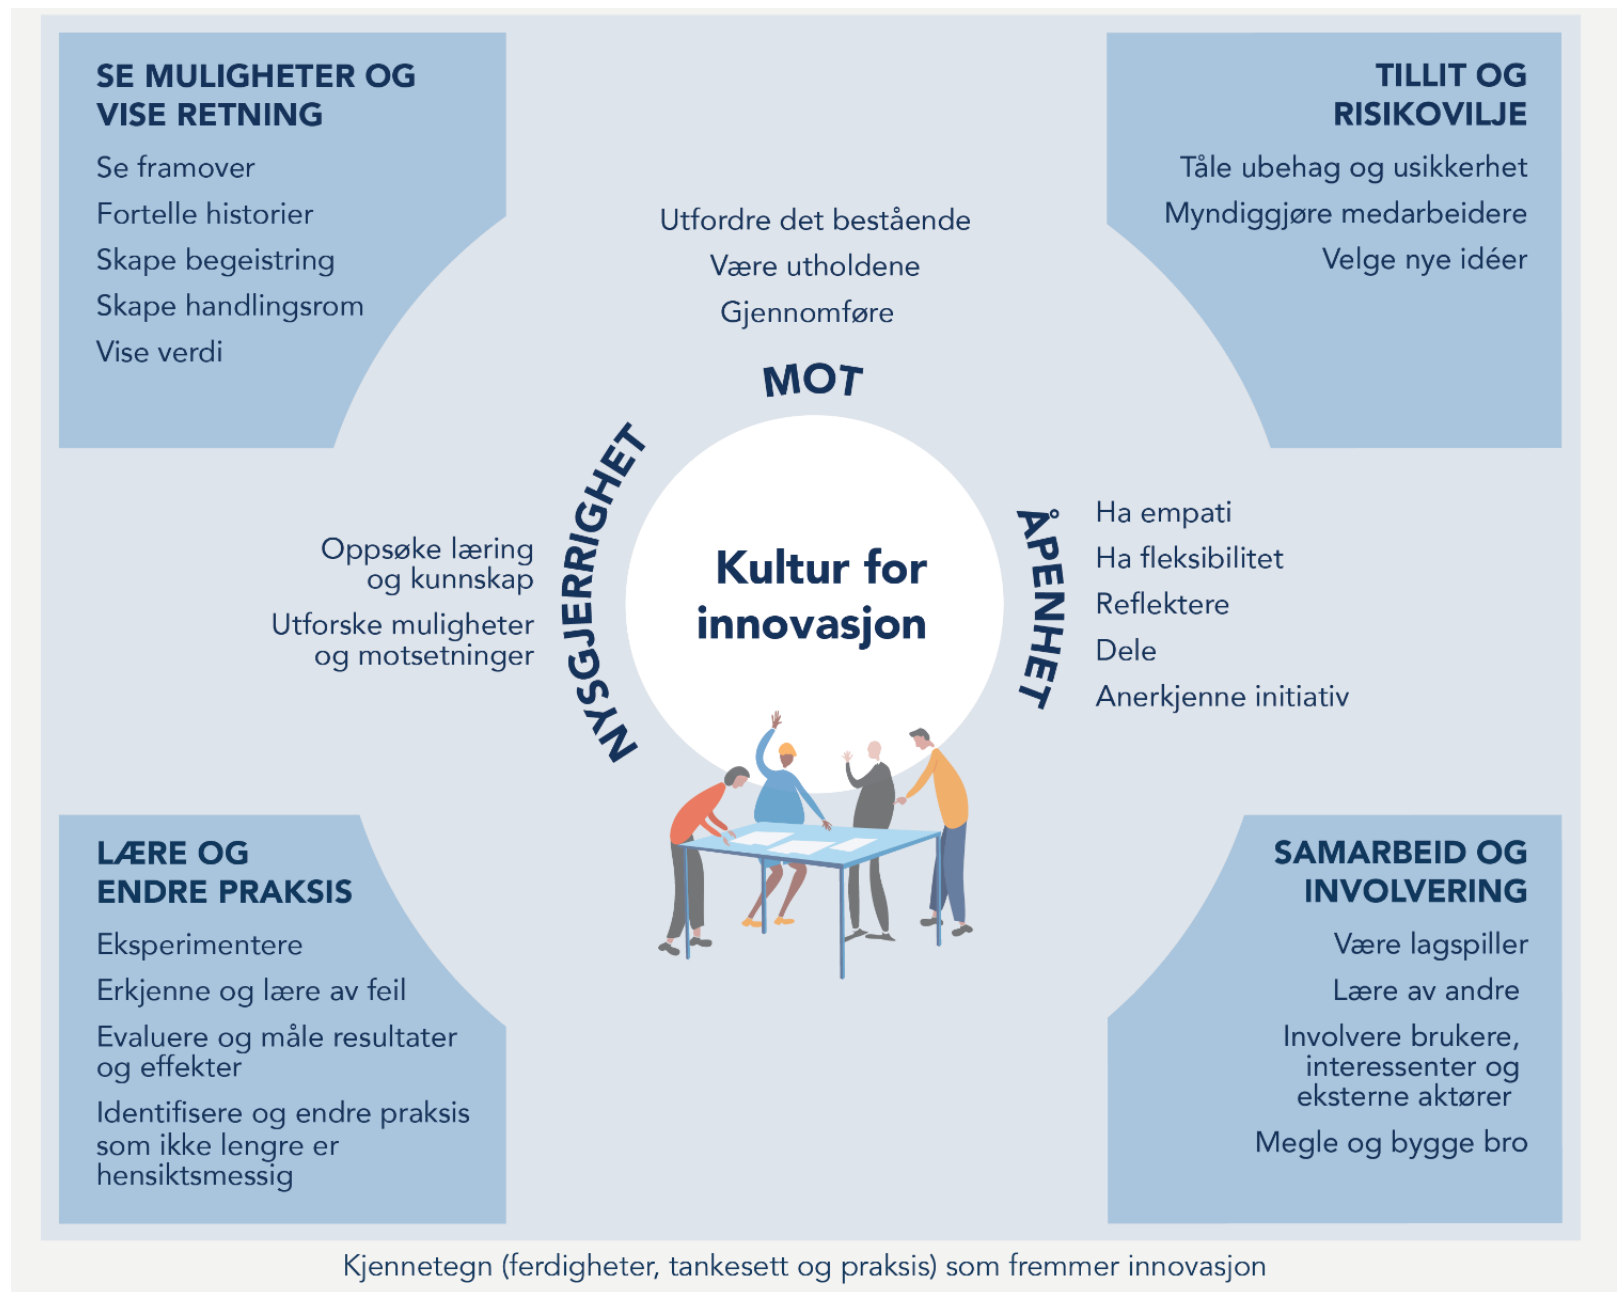 SE MULIGHETER OG
VISE RETNING
Se framover
Fortelle historier
Skape begeistring
Skape handlingsrom
Vise verdi
TILLIT OG
RISIKOVILJE
Tåle ubehag og usikkerhet
Myndiggjøre medarbeidere
Velge nye idéer
Utfordre det bestående
Være utholdene
Gjennomføre
MOT
NYSGJERRIGHET
Oppsøke læring
og kunnskap
Utforske muligheter
og motsetninger
Kultur for
innovasjon
ÅPENHET
Ha empati
Ha fleksibilitet
Reflektere
Dele
Anerkjenne initiativ
LÆRE OG
ENDRE PRAKSIS
Eksperimentere
Erkjenne og lære av feil
Evaluere og måle resultater
og effekter
Identifisere og endre praksis
som ikke lengre er
hensiktsmessig
SAMARBEID OG
INVOLVERING
Være lagspiller
Lære av andre
Involvere brukere,
interessenter og
eksterne aktører
Megle og bygge bro
Kjennetegn (ferdigheter, tankesett og praksis) som fremmer innovasjon